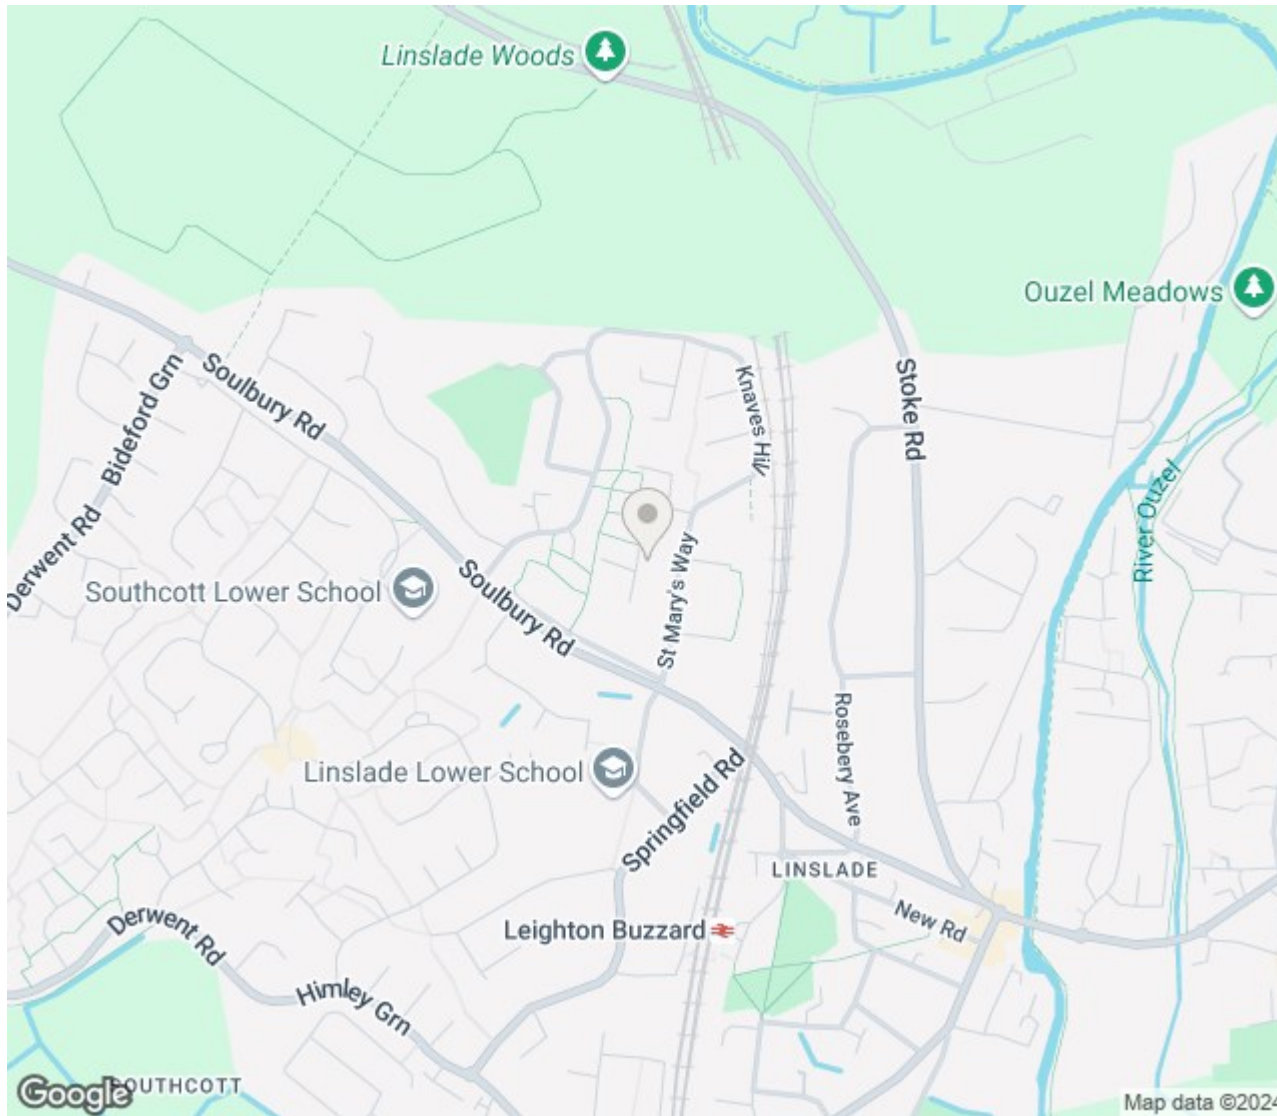 Linslade Woods
Ouzel Meadows
Soulbury Rd
Bideford Grn
Knaves Hill
Stoke Rd
Derwent Rd
River Ouzel
Southcott Lower School
Soulbury Rd
St Mary's Way
Rosebery Ave
Linslade Lower School
Springfield Rd
LINSLADE
New Rd
Derwent Rd
Leighton Buzzard
Himley Grn
SOUTHCOTT
Google
Map data ©2024